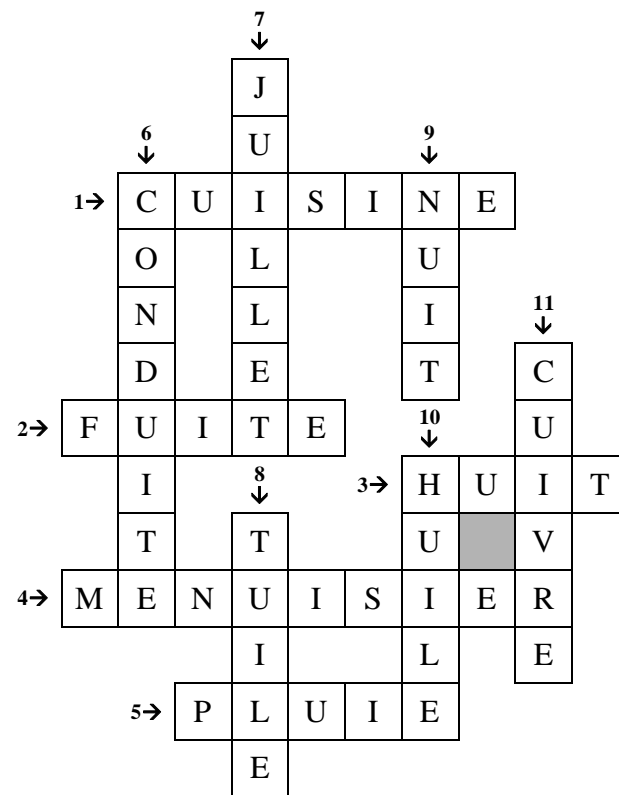 7
J
6 U 9
1→ C U I S I N E
O L U
N L I 11
D E T C
2→ F U I T E 10 U
I 8 3→ H U I T
T T U V
4→ M E N U I S I E R
I L E
5→ P L U I E
E